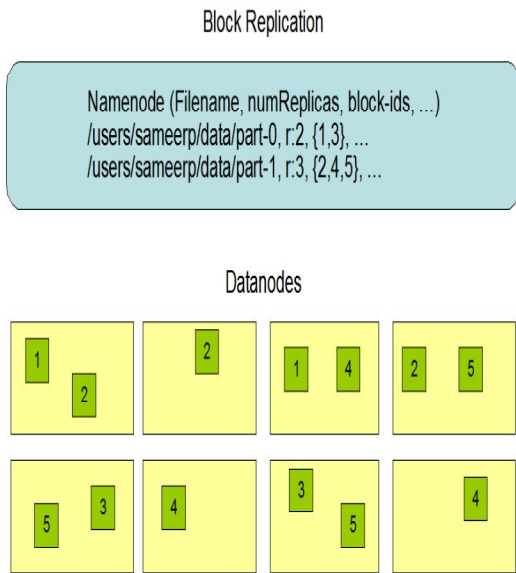 Block Replication
Namenode (Filename, numReplicas, block-ids, ...)
/users/sameerp/data/part-0, r:2, {1,3}, ...
/users/sameerp/data/part-1, r:3, {2,4,5}, ...
Datanodes
1
2
2
1 4
2 5
5 3
4
3
5
4